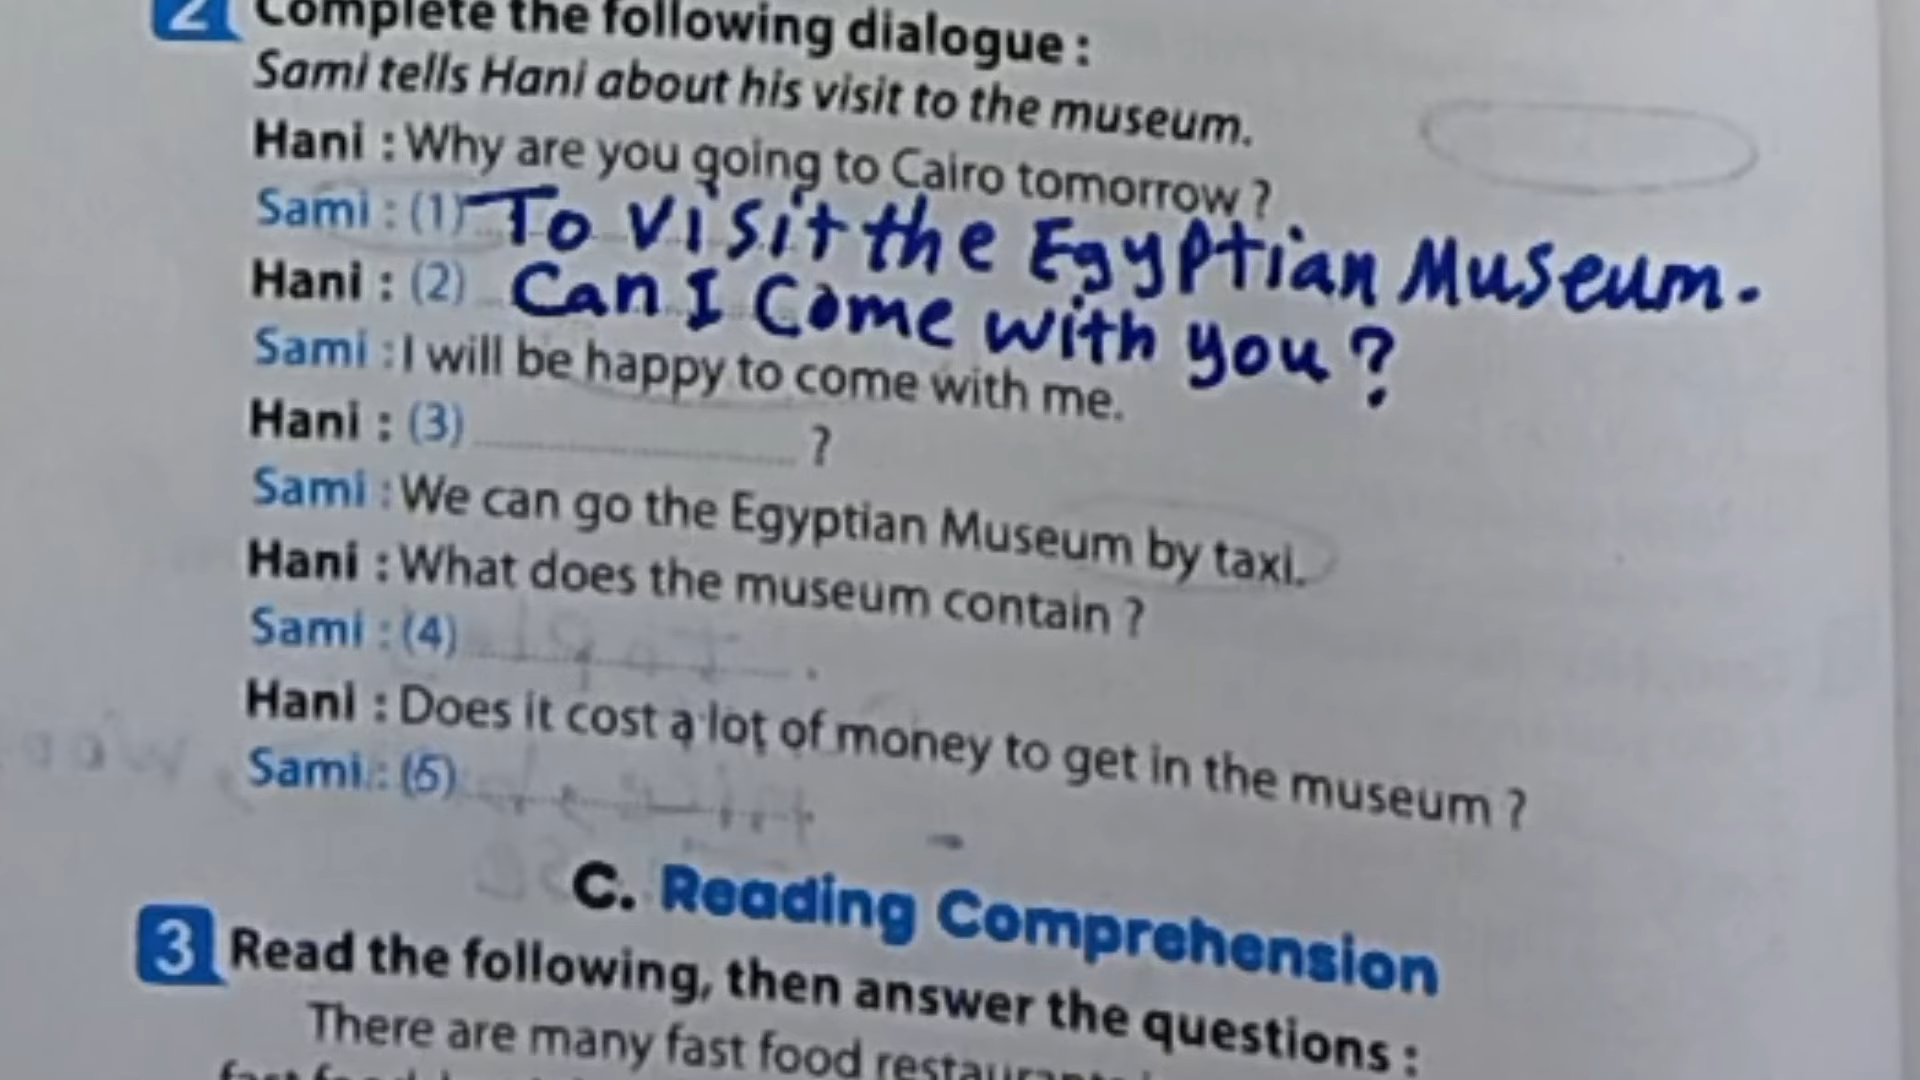 2 Complete the following dialogue :
Sami tells Hani about his visit to the museum.
Hani : Why are you going to Cairo tomorrow ?
Sami : (1) To visit the Egyptian Museum.
Hani : (2) Can I Come with you ?
Sami : I will be happy to come with me.
Hani : (3) ?
Sami : We can go the Egyptian Museum by taxi.
Hani : What does the museum contain ?
Sami : (4) .
Hani : Does it cost a lot of money to get in the museum ?
Sami : (5)
C. Reading Comprehension
3 Read the following, then answer the questions :
There are many fast food